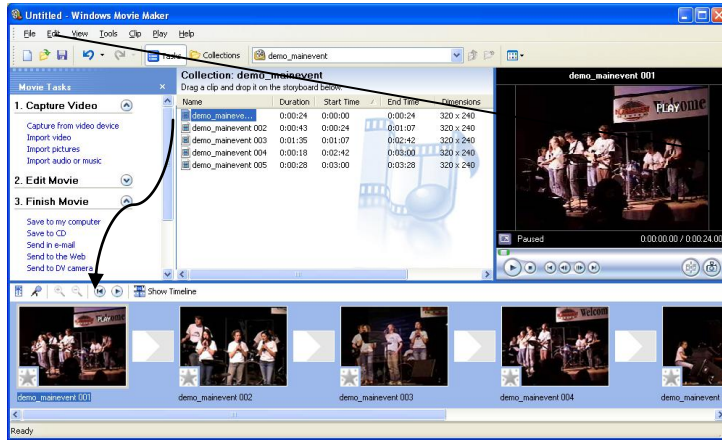 Untitled - Windows Movie Maker
File Edit View Tools Clip Play Help
Tasks Collections demo_mainevent
Movie Tasks
1. Capture Video
Capture from video device
Import video
Import pictures
Import audio or music
2. Edit Movie
3. Finish Movie
Save to my computer
Save to CD
Send in e-mail
Send to the Web
Send to DV camera
Collection: demo_mainevent
Drag a clip and drop it on the storyboard below.
Name Duration Start Time End Time Dimensions
demo_maineve... 0:00:24 0:00:00 0:00:24 320 x 240
demo_mainevent 002 0:00:43 0:00:24 0:01:07 320 x 240
demo_mainevent 003 0:01:35 0:01:07 0:02:42 320 x 240
demo_mainevent 004 0:00:18 0:02:42 0:03:00 320 x 240
demo_mainevent 005 0:00:28 0:03:00 0:03:28 320 x 240
demo_mainevent 001
PLAY ome
Paused 0:00:00.00 / 0:00:24.00
Show Timeline
PLAY ome
Welcom
demo_mainevent 001 demo_mainevent 002 demo_mainevent 003 demo_mainevent 004 demo_mainevent
Ready